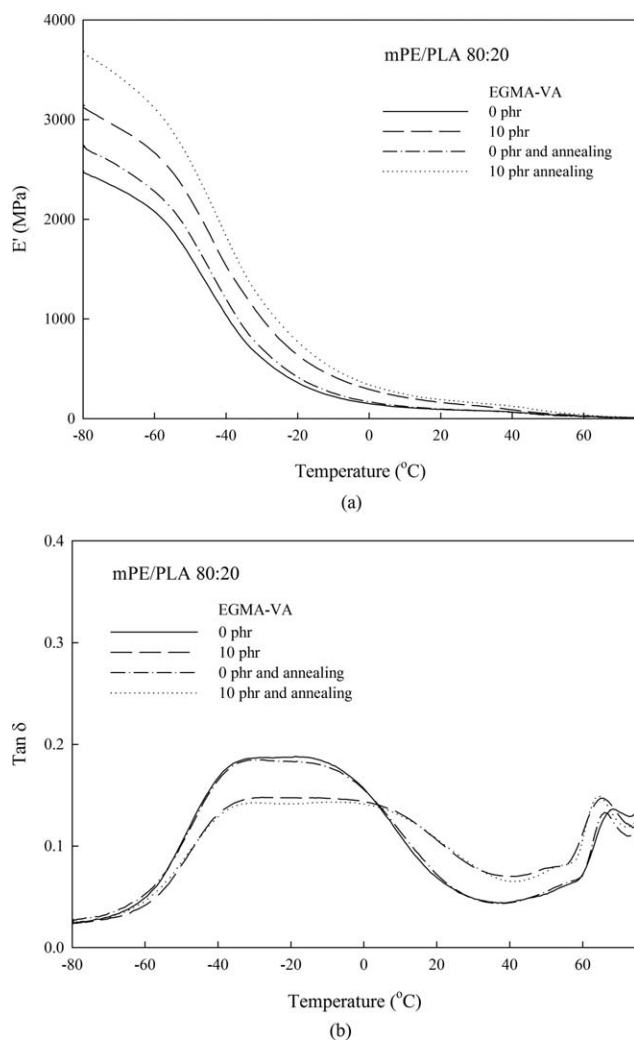 4000
mPE/PLA 80:20
EGMA-VA
0 phr
10 phr
0 phr and annealing
10 phr annealing
3000
2000
1000
0
E' (MPa)
-80 -60 -40 -20 0 20 40 60
Temperature (°C)
(a)
0.4
mPE/PLA 80:20
EGMA-VA
0 phr
10 phr
0 phr and annealing
10 phr and annealing
0.3
0.2
0.1
0.0
Tan δ
-80 -60 -40 -20 0 20 40 60
Temperature (°C)
(b)